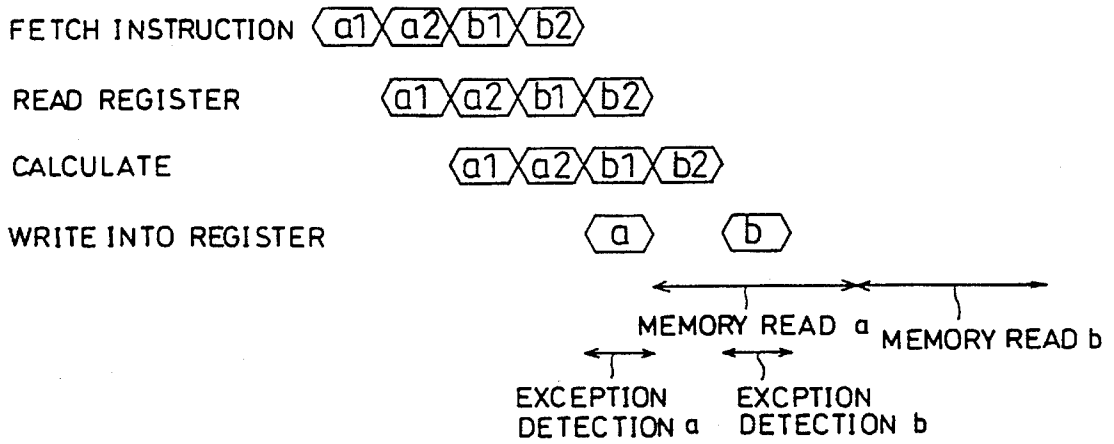 FETCH INSTRUCTION a1 a2 b1 b2
READ REGISTER a1 a2 b1 b2
CALCULATE a1 a2 b1 b2
WRITE INTO REGISTER a b
MEMORY READ a MEMORY READ b
EXCEPTION EXCPTION
DETECTION a DETECTION b